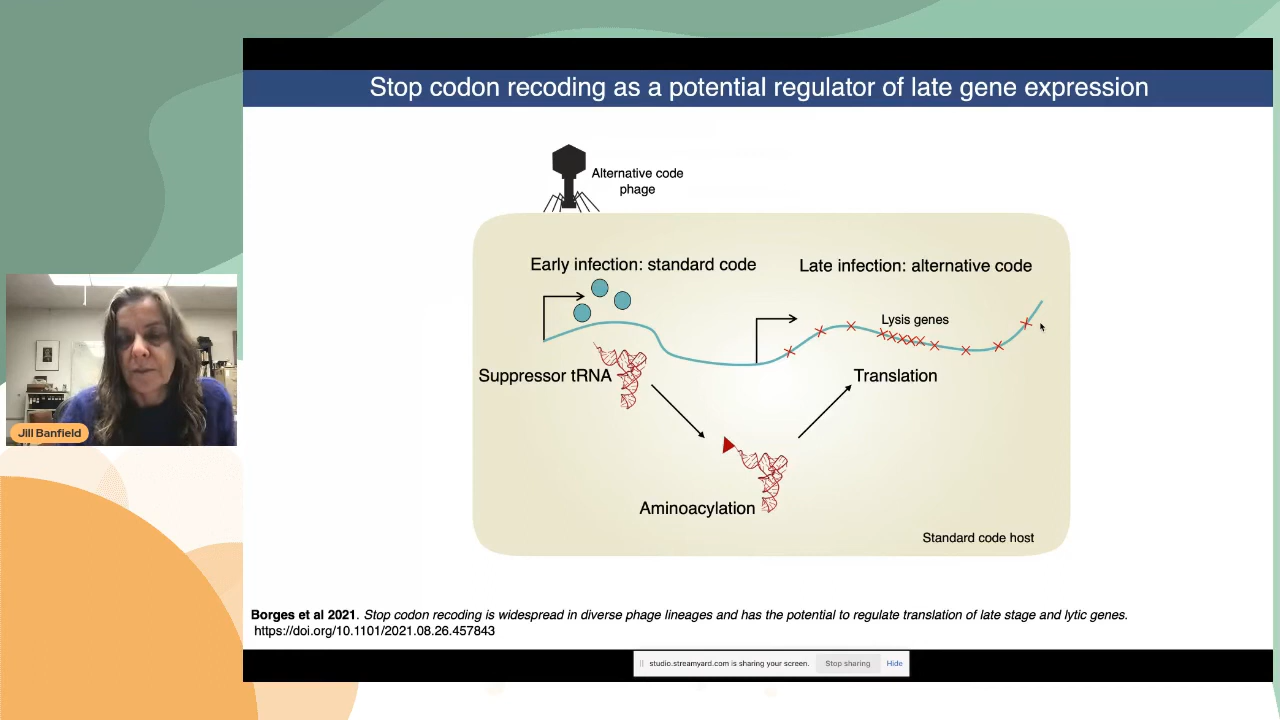 Stop codon recoding as a potential regulator of late gene expression
Alternative code
phage
Early infection: standard code
Late infection: alternative code
Lysis genes
Suppressor tRNA
Translation
Aminoacylation
Standard code host
Jill Banfield
Borges et al 2021. Stop codon recoding is widespread in diverse phage lineages and has the potential to regulate translation of late stage and lytic genes.
https://doi.org/10.1101/2021.08.26.457843
studio.streamyard.com is sharing your screen.
Stop sharing
Hide